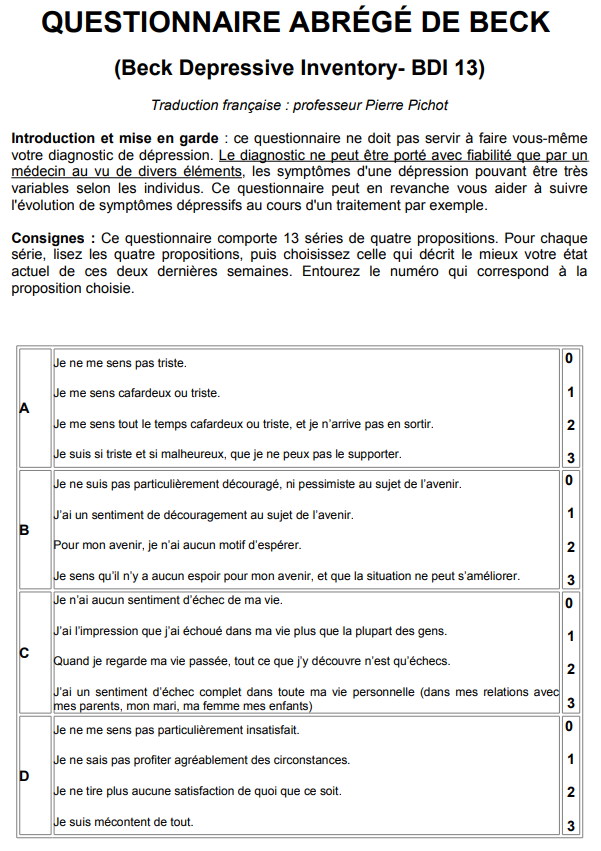 QUESTIONNAIRE ABRÉGÉ DE BECK
(Beck Depressive Inventory- BDI 13)
Traduction française : professeur Pierre Pichot
Introduction et mise en garde : ce questionnaire ne doit pas servir à faire vous-même
votre diagnostic de dépression. Le diagnostic ne peut être porté avec fiabilité que par un
médecin au vu de divers éléments, les symptômes d'une dépression pouvant être très
variables selon les individus. Ce questionnaire peut en revanche vous aider à suivre
l'évolution de symptômes dépressifs au cours d'un traitement par exemple.
Consignes : Ce questionnaire comporte 13 séries de quatre propositions. Pour chaque
série, lisez les quatre propositions, puis choisissez celle qui décrit le mieux votre état
actuel de ces deux dernières semaines. Entourez le numéro qui correspond à la
proposition choisie.
A
Je ne me sens pas triste. 0
Je me sens cafardeux ou triste. 1
Je me sens tout le temps cafardeux ou triste, et je n'arrive pas en sortir. 2
Je suis si triste et si malheureux, que je ne peux pas le supporter. 3
B
Je ne suis pas particulièrement découragé, ni pessimiste au sujet de l'avenir. 0
J'ai un sentiment de découragement au sujet de l'avenir. 1
Pour mon avenir, je n'ai aucun motif d'espérer. 2
Je sens qu'il n'y a aucun espoir pour mon avenir, et que la situation ne peut s'améliorer. 3
C
Je n'ai aucun sentiment d'échec de ma vie. 0
J'ai l'impression que j'ai échoué dans ma vie plus que la plupart des gens. 1
Quand je regarde ma vie passée, tout ce que j'y découvre n'est qu'échecs. 2
J'ai un sentiment d'échec complet dans toute ma vie personnelle (dans mes relations avec
mes parents, mon mari, ma femme mes enfants) 3
D
Je ne me sens pas particulièrement insatisfait. 0
Je ne sais pas profiter agréablement des circonstances. 1
Je ne tire plus aucune satisfaction de quoi que ce soit. 2
Je suis mécontent de tout. 3